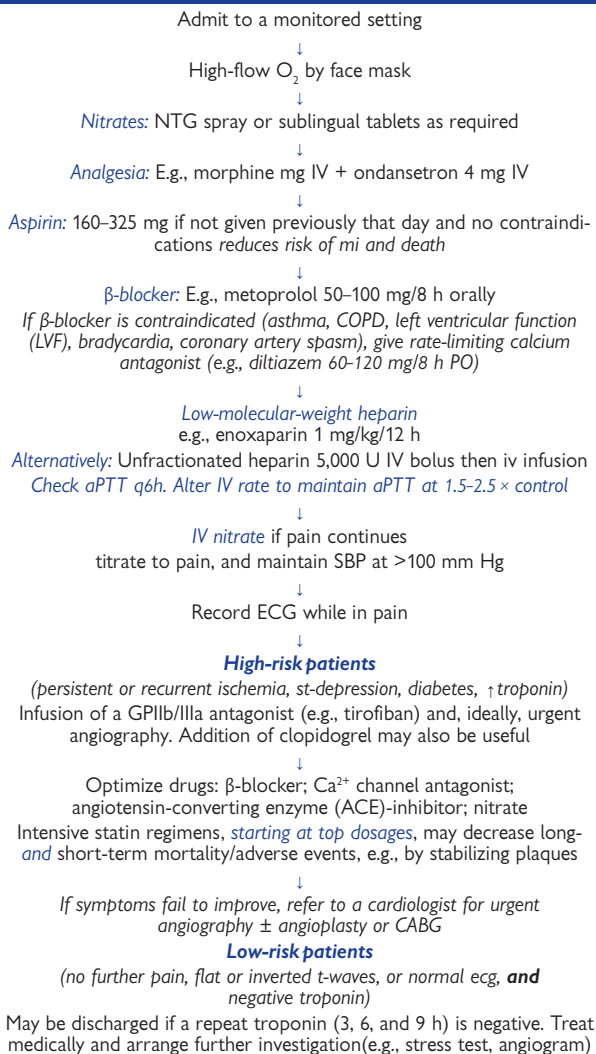 Admit to a monitored setting
↓
High-flow O₂ by face mask
↓
Nitrates: NTG spray or sublingual tablets as required
↓
Analgesia: E.g., morphine mg IV + ondansetron 4 mg IV
↓
Aspirin: 160–325 mg if not given previously that day and no contraindi-
cations reduces risk of mi and death
↓
β-blocker: E.g., metoprolol 50–100 mg/8 h orally
If β-blocker is contraindicated (asthma, COPD, left ventricular function
(LVF), bradycardia, coronary artery spasm), give rate-limiting calcium
antagonist (e.g., diltiazem 60-120 mg/8 h PO)
↓
Low-molecular-weight heparin
e.g., enoxaparin 1 mg/kg/12 h
Alternatively: Unfractionated heparin 5,000 U IV bolus then iv infusion
Check aPTT q6h. Alter IV rate to maintain aPTT at 1.5–2.5 × control
↓
IV nitrate if pain continues
titrate to pain, and maintain SBP at >100 mm Hg
↓
Record ECG while in pain
↓
High-risk patients
(persistent or recurrent ischemia, st-depression, diabetes, ↑troponin)
Infusion of a GPIIb/IIIa antagonist (e.g., tirofiban) and, ideally, urgent
angiography. Addition of clopidogrel may also be useful
↓
Optimize drugs: β-blocker; Ca²⁺ channel antagonist;
angiotensin-converting enzyme (ACE)-inhibitor; nitrate
Intensive statin regimens, starting at top dosages, may decrease long-
and short-term mortality/adverse events, e.g., by stabilizing plaques
↓
If symptoms fail to improve, refer to a cardiologist for urgent
angiography ± angioplasty or CABG
Low-risk patients
(no further pain, flat or inverted t-waves, or normal ecg, and
negative troponin)
May be discharged if a repeat troponin (3, 6, and 9 h) is negative. Treat
medically and arrange further investigation(e.g., stress test, angiogram)